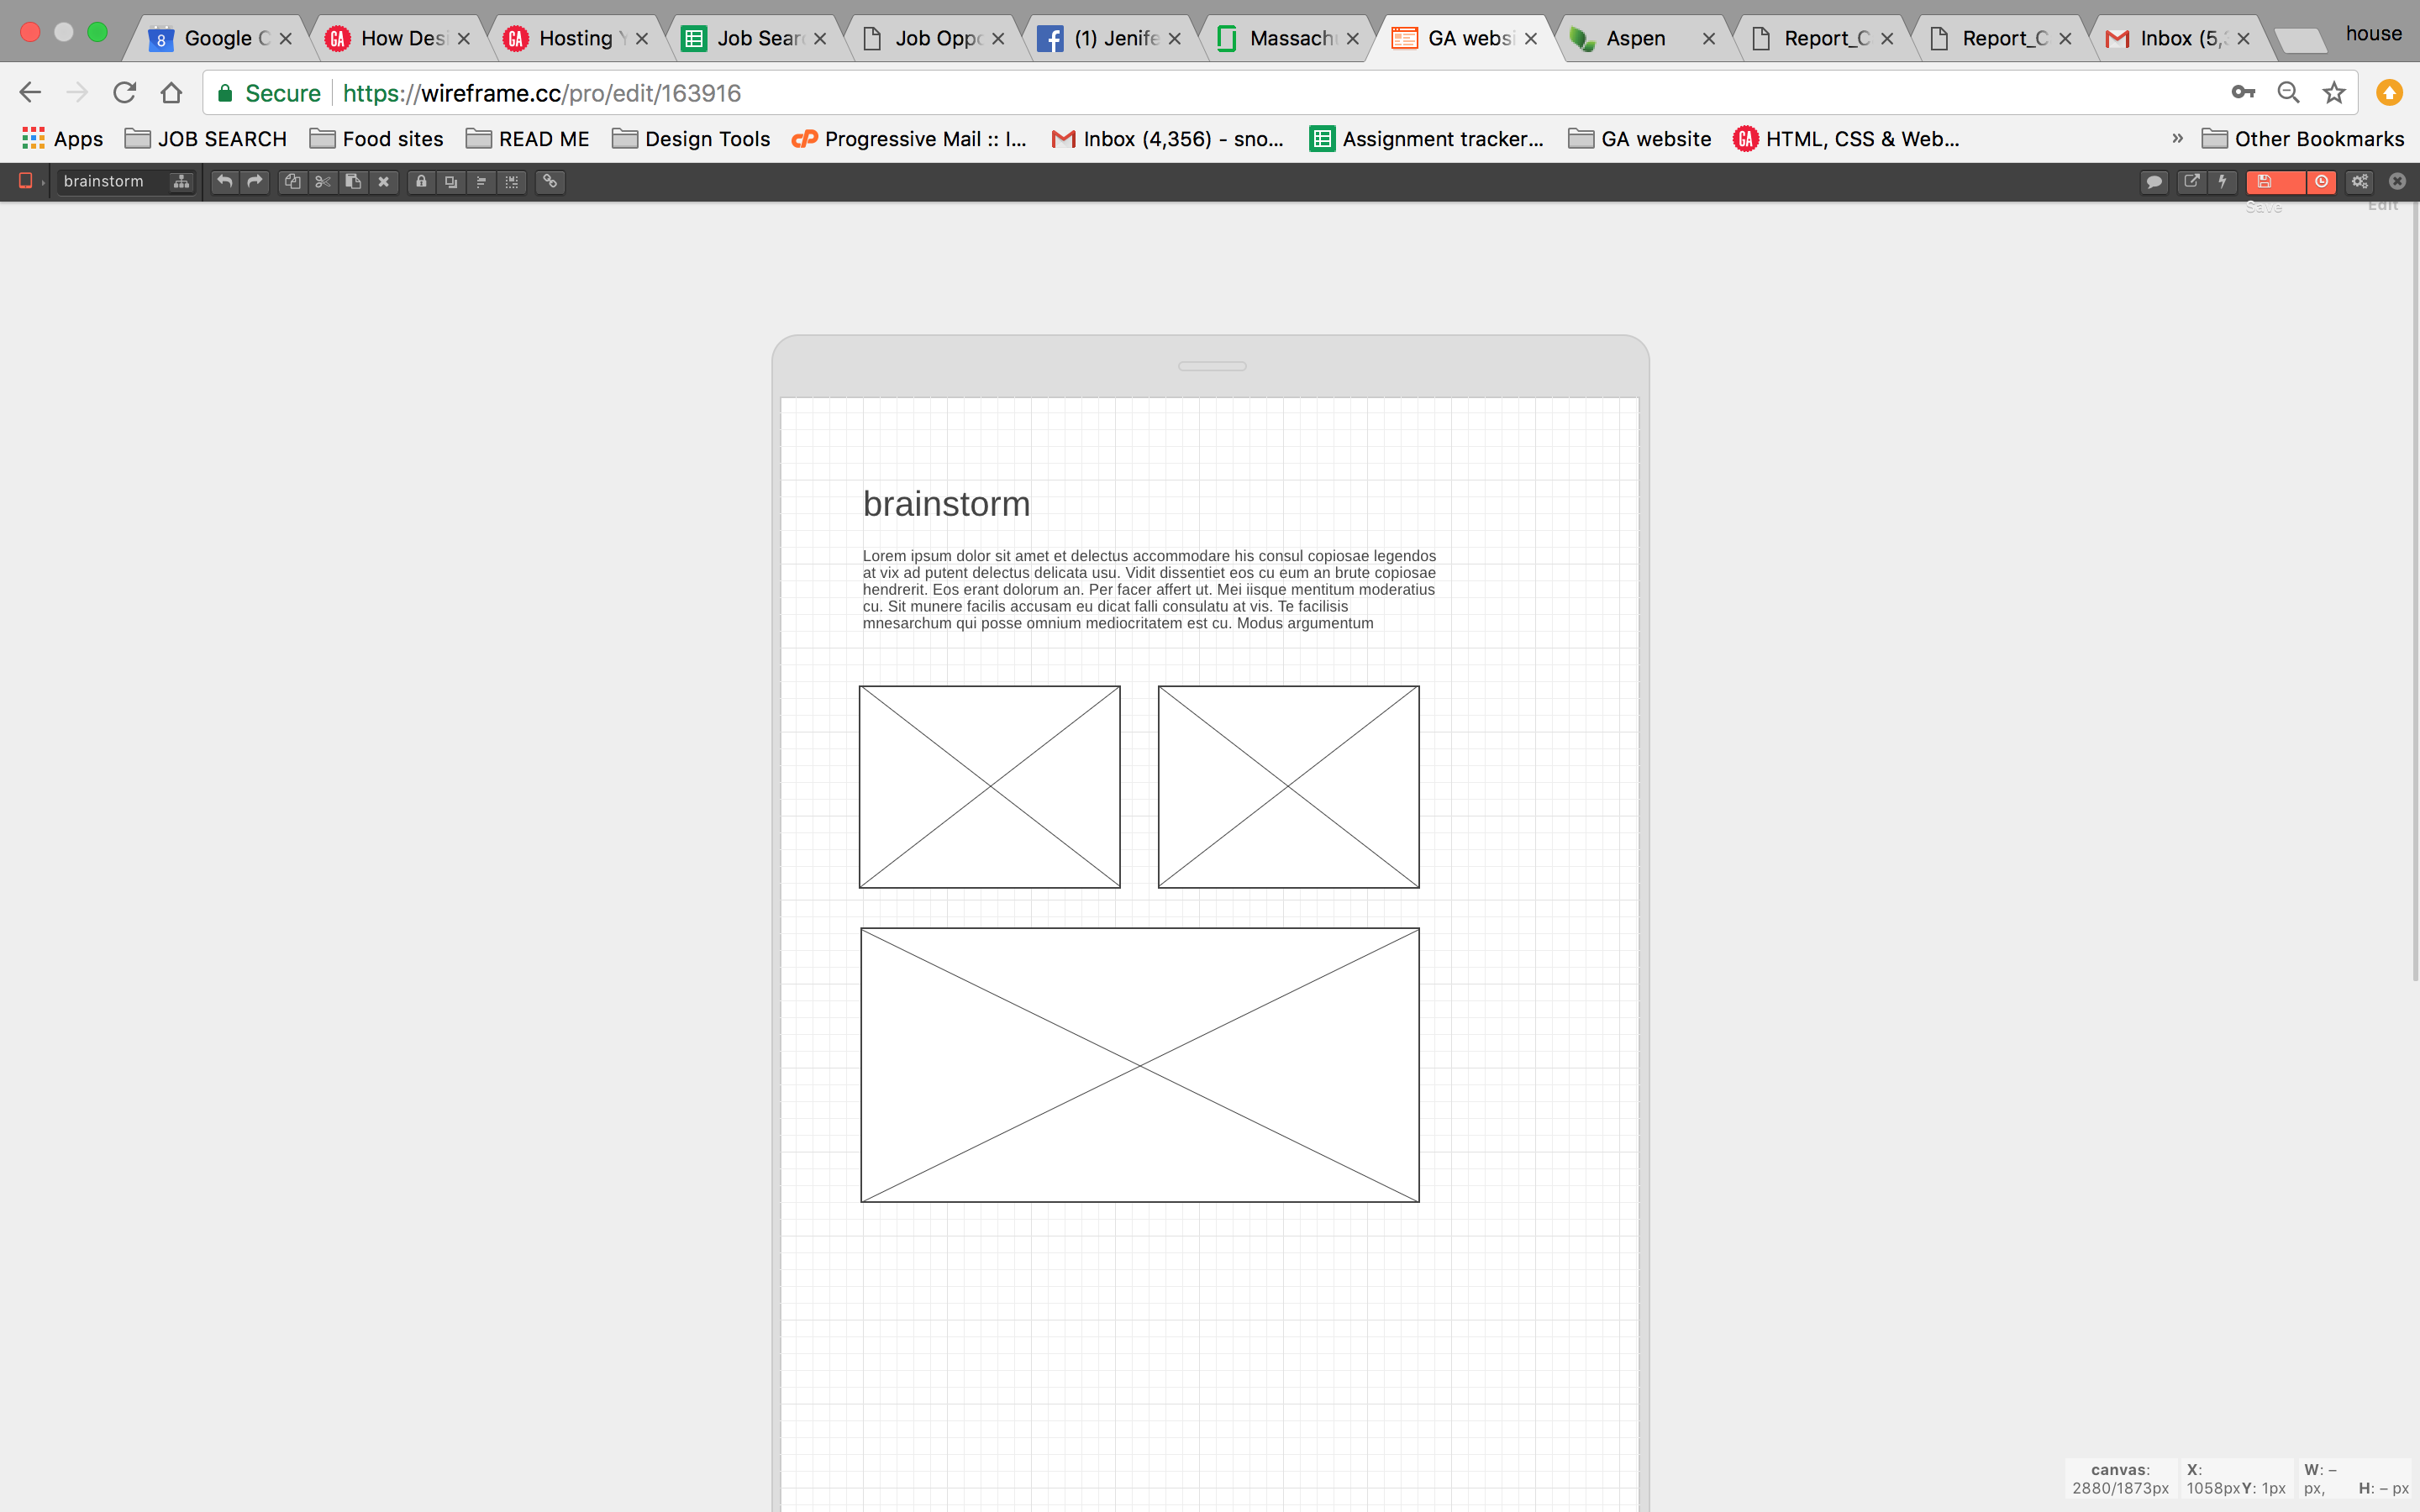 Google C
How Desi
Hosting Y
Job Sear
Job Oppo
(1) Jenife
Massach
GA websi
Aspen
Report_C
Report_C
Inbox (5,
house
Secure https://wireframe.cc/pro/edit/163916
Apps JOB SEARCH Food sites READ ME Design Tools Progressive Mail :: I... Inbox (4,356) - sno... Assignment tracker... GA website HTML, CSS & Web... » Other Bookmarks
brainstorm
Save Edit
brainstorm
Lorem ipsum dolor sit amet et delectus accommodare his consul copiosae legendos
at vix ad putent delectus delicata usu. Vidit dissentiet eos cu eum an brute copiosae
hendrerit. Eos erant dolorum an. Per facer affert ut. Mei iisque mentitum moderatius
cu. Sit munere facilis accusam eu dicat falli consulatu at vis. Te facilisis
mnesarchum qui posse omnium mediocritatem est cu. Modus argumentum
canvas: X: W: –
2880/1873px 1058pxY: 1px px, H: – px